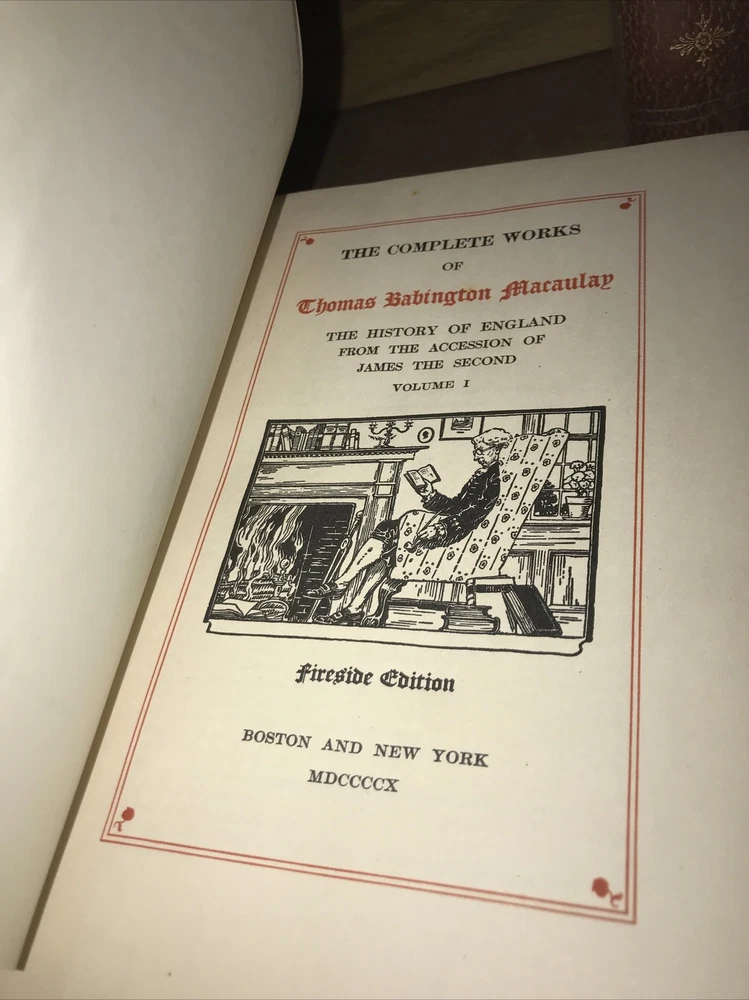 THE COMPLETE WORKS
OF
Thomas Babington Macaulay
THE HISTORY OF ENGLAND
FROM THE ACCESSION OF
JAMES THE SECOND
VOLUME I
Fireside Edition
BOSTON AND NEW YORK
MDCCCCX